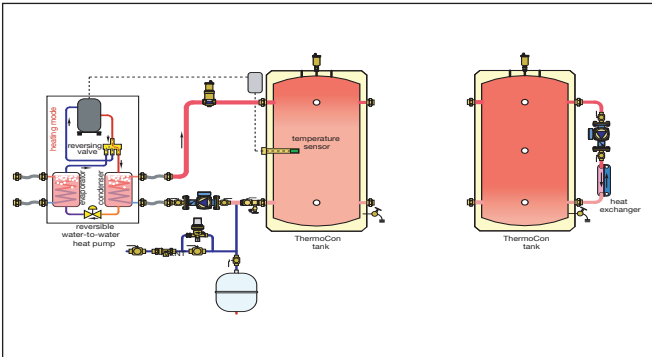 heating mode
reversing
valve
evaporator
condenser
reversible
water-to-water
heat pump
temperature
sensor
ThermoCon
tank
heat
exchanger
ThermoCon
tank